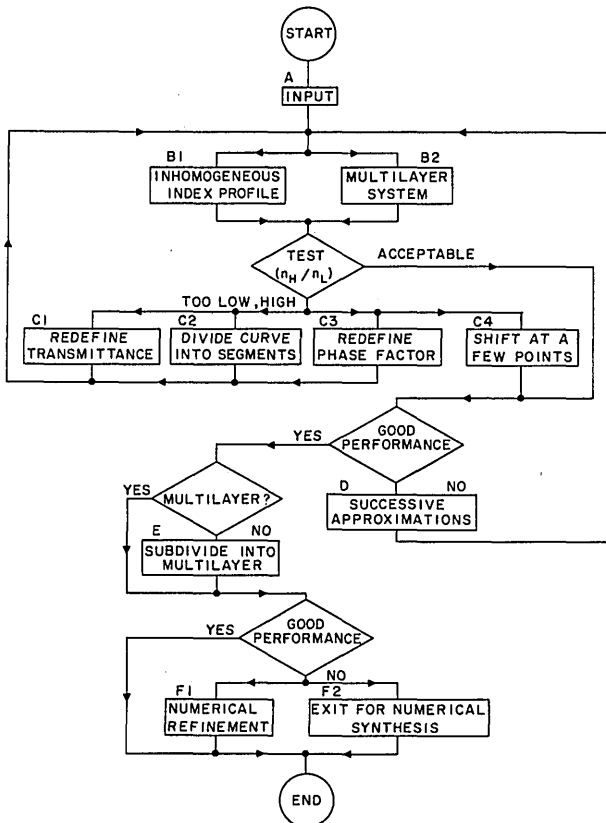 START
A
INPUT
B1
INHOMOGENEOUS
INDEX PROFILE
B2
MULTILAYER
SYSTEM
TEST
(nH/nL)
ACCEPTABLE
TOO LOW, HIGH
C1
REDEFINE
TRANSMITTANCE
C2
DIVIDE CURVE
INTO SEGMENTS
C3
REDEFINE
PHASE FACTOR
C4
SHIFT AT A
FEW POINTS
GOOD
PERFORMANCE
YES
D
NO
SUCCESSIVE
APPROXIMATIONS
MULTILAYER?
YES
E
NO
SUBDIVIDE INTO
MULTILAYER
GOOD
PERFORMANCE
YES
NO
F1
NUMERICAL
REFINEMENT
F2
EXIT FOR NUMERICAL
SYNTHESIS
END